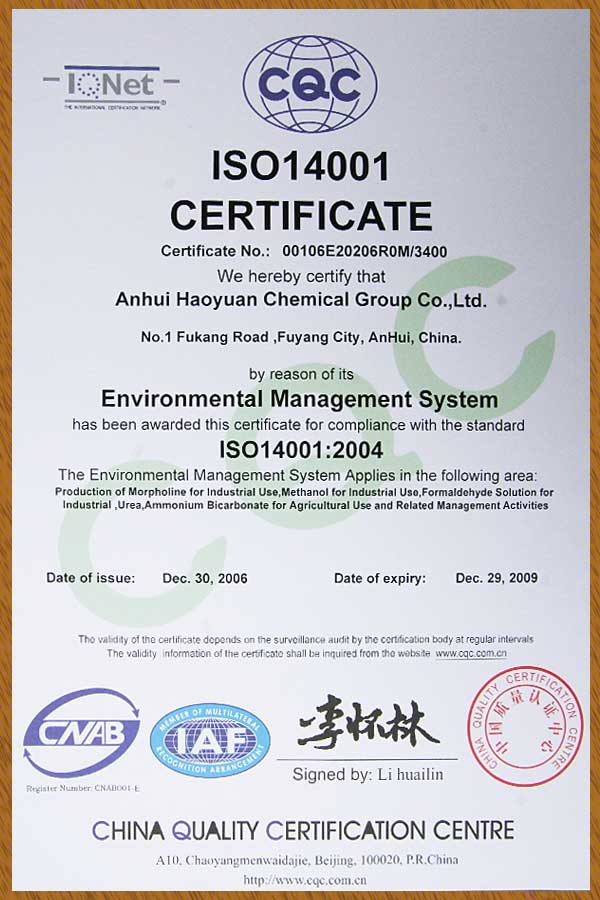 IQNet
THE INTERNATIONAL CERTIFICATION NETWORK ®
CQC
ISO14001
CERTIFICATE
Certificate No.: 00106E20206R0M/3400
We hereby certify that
Anhui Haoyuan Chemical Group Co.,Ltd.
No.1 Fukang Road ,Fuyang City, AnHui, China.
by reason of its
Environmental Management System
has been awarded this certificate for compliance with the standard
ISO14001:2004
The Environmental Management System Applies in the following area:
Production of Morpholine for Industrial Use,Methanol for Industrial Use,Formaldehyde Solution for
Industrial ,Urea,Ammonium Bicarbonate for Agricultural Use and Related Management Activities
Date of issue: Dec. 30, 2006 Date of expiry: Dec. 29, 2009
The validity of the certificate depends on the surveillance audit by the certification body at regular intervals
The validity information of the certificate shall be inquired from the website www.cqc.com.cn
CNAB
Register Number: CNAB001-E
MEMBER OF MULTILATERAL
IAF
RECOGNITION ARRANGEMENT
李怀林
Signed by: Li huailin
CHINA QUALITY CERTIFICATION CENTRE
中国质量认证中心
CHINA QUALITY CERTIFICATION CENTRE
A10, Chaoyangmenwaidajie, Beijing, 100020, P.R.China
http://www.cqc.com.cn